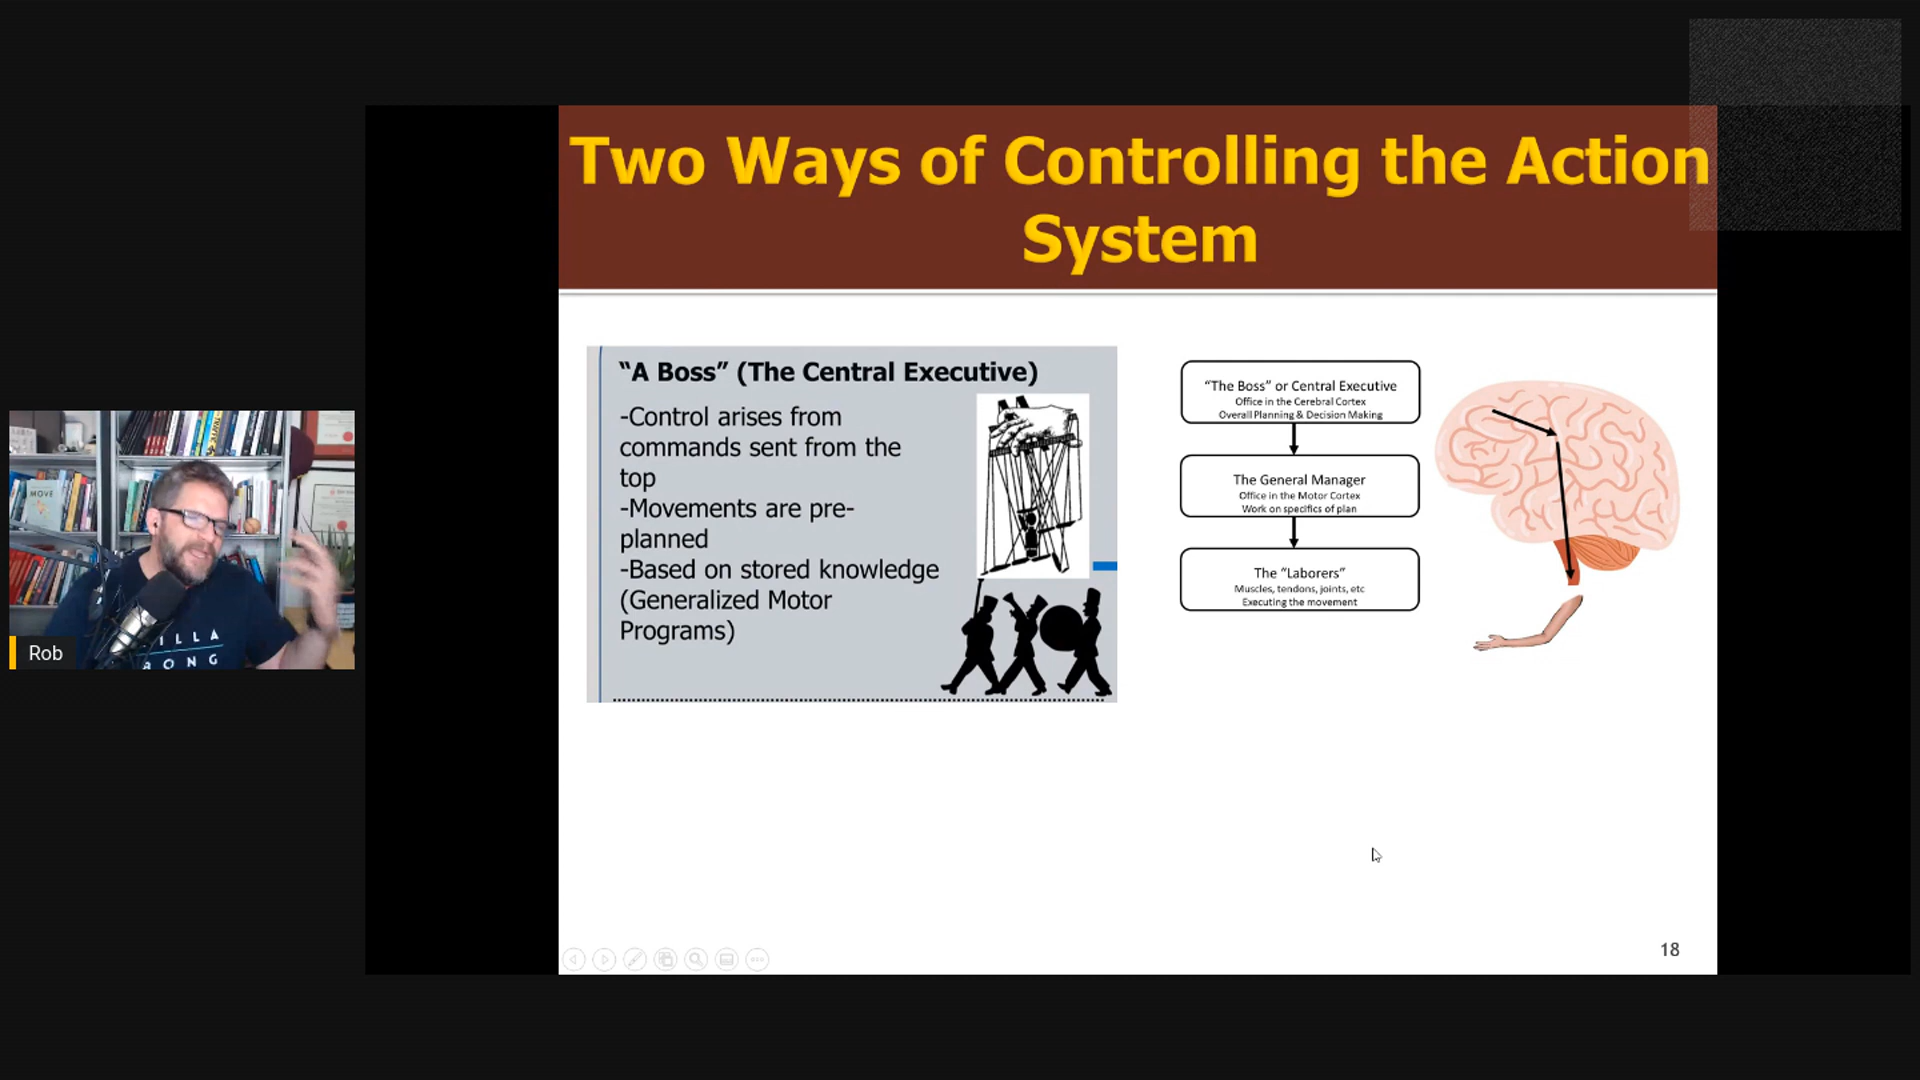 Two Ways of Controlling the Action
System
“A Boss” (The Central Executive)
-Control arises from
commands sent from the
top
-Movements are pre-
planned
-Based on stored knowledge
(Generalized Motor
Programs)
“The Boss” or Central Executive
Office in the Cerebral Cortex
Overall Planning & Decision Making
The General Manager
Office in the Motor Cortex
Work on specifics of plan
The “Laborers”
Muscles, tendons, joints, etc
Executing the movement
MOVE
ILLA
RONG
Rob
18